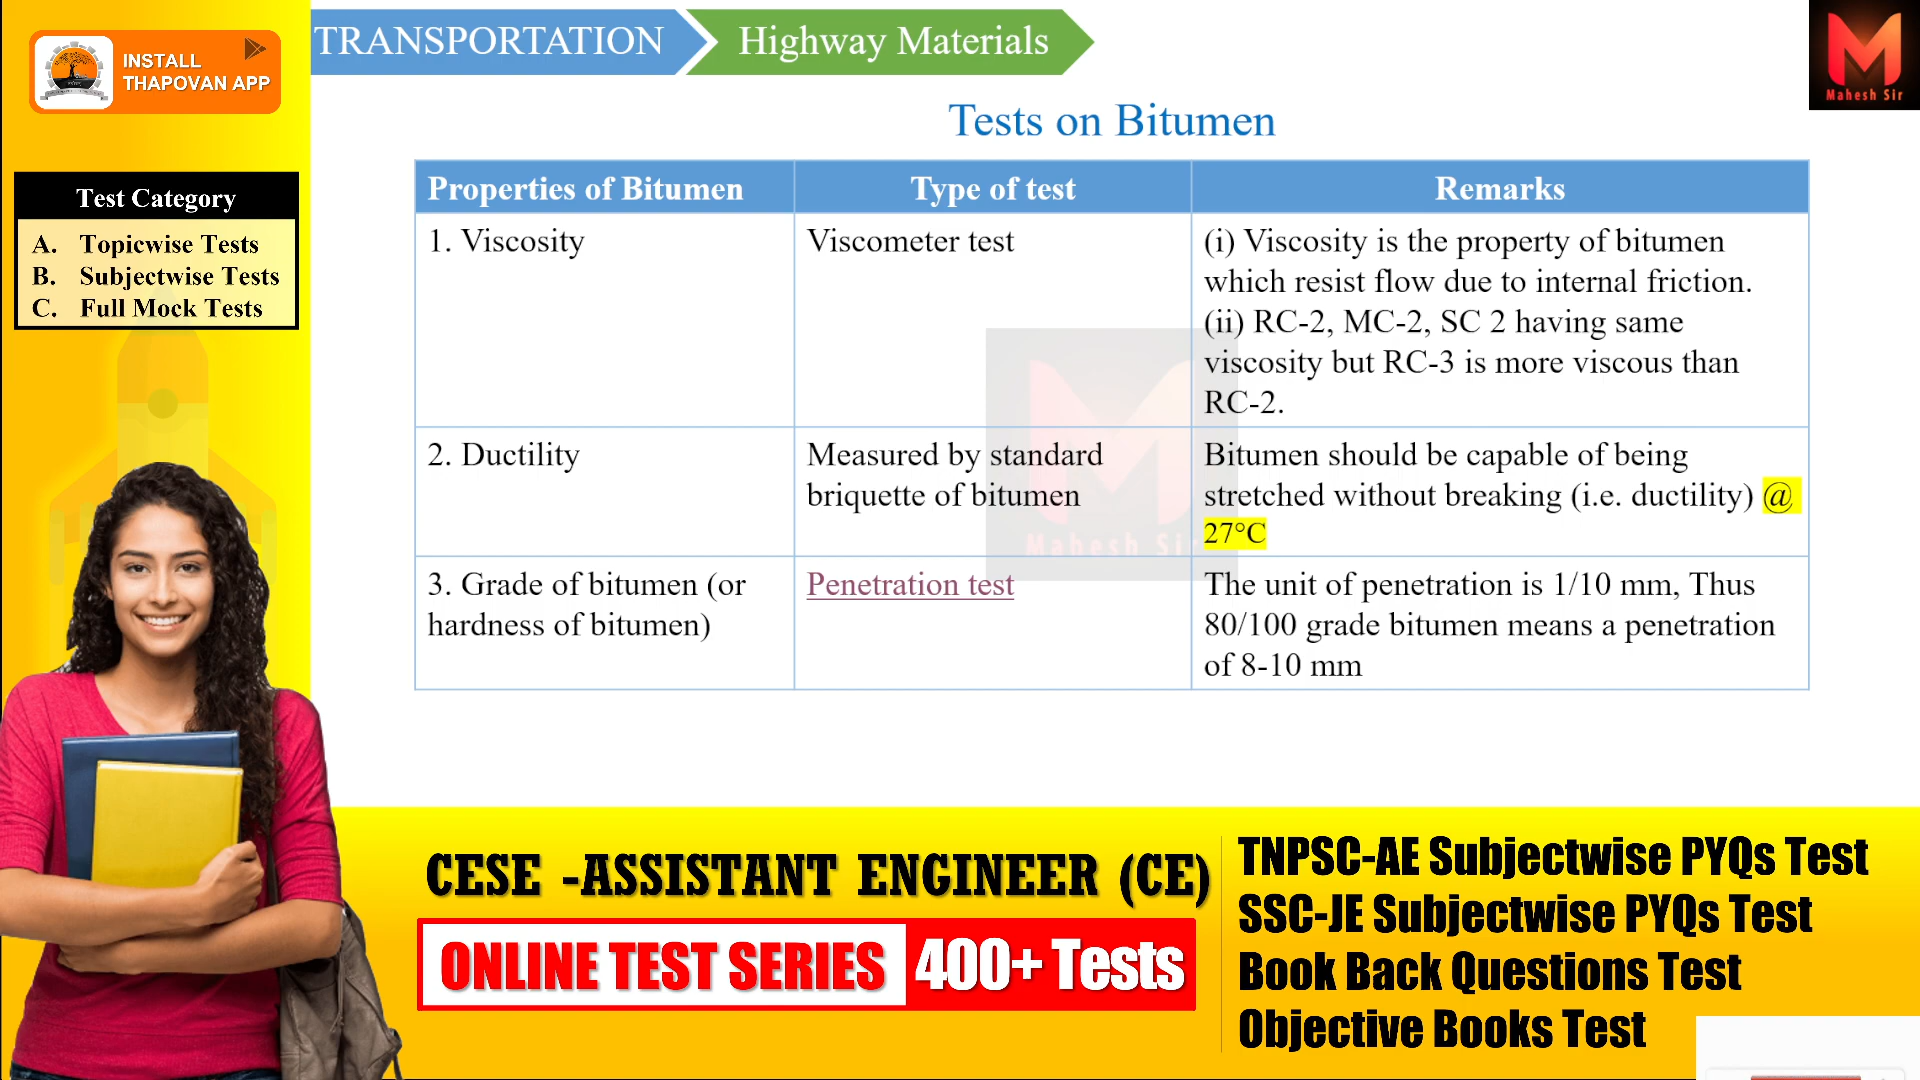 INSTALL
THAPOVAN APP
TRANSPORTATION
Highway Materials
Mahesh Sir
Tests on Bitumen
Test Category
A. Topicwise Tests
B. Subjectwise Tests
C. Full Mock Tests
Properties of Bitumen
Type of test
Remarks
1. Viscosity
Viscometer test
(i) Viscosity is the property of bitumen
which resist flow due to internal friction.
(ii) RC-2, MC-2, SC 2 having same
viscosity but RC-3 is more viscous than
RC-2.
2. Ductility
Measured by standard
briquette of bitumen
Bitumen should be capable of being
stretched without breaking (i.e. ductility) @
27°C
Mahesh Sir
3. Grade of bitumen (or
hardness of bitumen)
Penetration test
The unit of penetration is 1/10 mm, Thus
80/100 grade bitumen means a penetration
of 8-10 mm
CESE -ASSISTANT ENGINEER (CE)
ONLINE TEST SERIES 400+ Tests
TNPSC-AE Subjectwise PYQs Test
SSC-JE Subjectwise PYQs Test
Book Back Questions Test
Objective Books Test